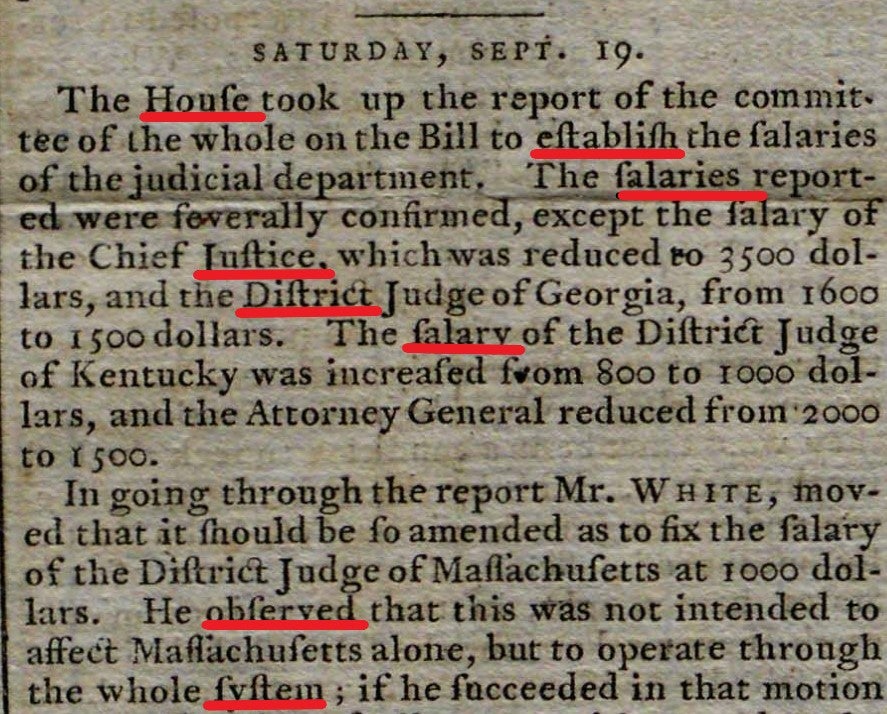 SATURDAY, SEPT. 19.
The Houſe took up the report of the commit-
tee of the whole on the Bill to eſtabliſh the ſalaries
of the judicial department. The ſalaries report-
ed were ſeverally confirmed, except the ſalary of
the Chief Juſtice, which was reduced to 3500 dol-
lars, and the Diſtrict Judge of Georgia, from 1600
to 1500 dollars. The ſalary of the Diſtrict Judge
of Kentucky was increaſed from 800 to 1000 dol-
lars, and the Attorney General reduced from 2000
to 1500.
In going through the report Mr. WHITE, mov-
ed that it ſhould be ſo amended as to fix the ſalary
of the Diſtrict Judge of Maſſachuſetts at 1000 dol-
lars. He obſerved that this was not intended to
affect Maſſachuſetts alone, but to operate through
the whole ſyſtem ; if he ſucceeded in that motion